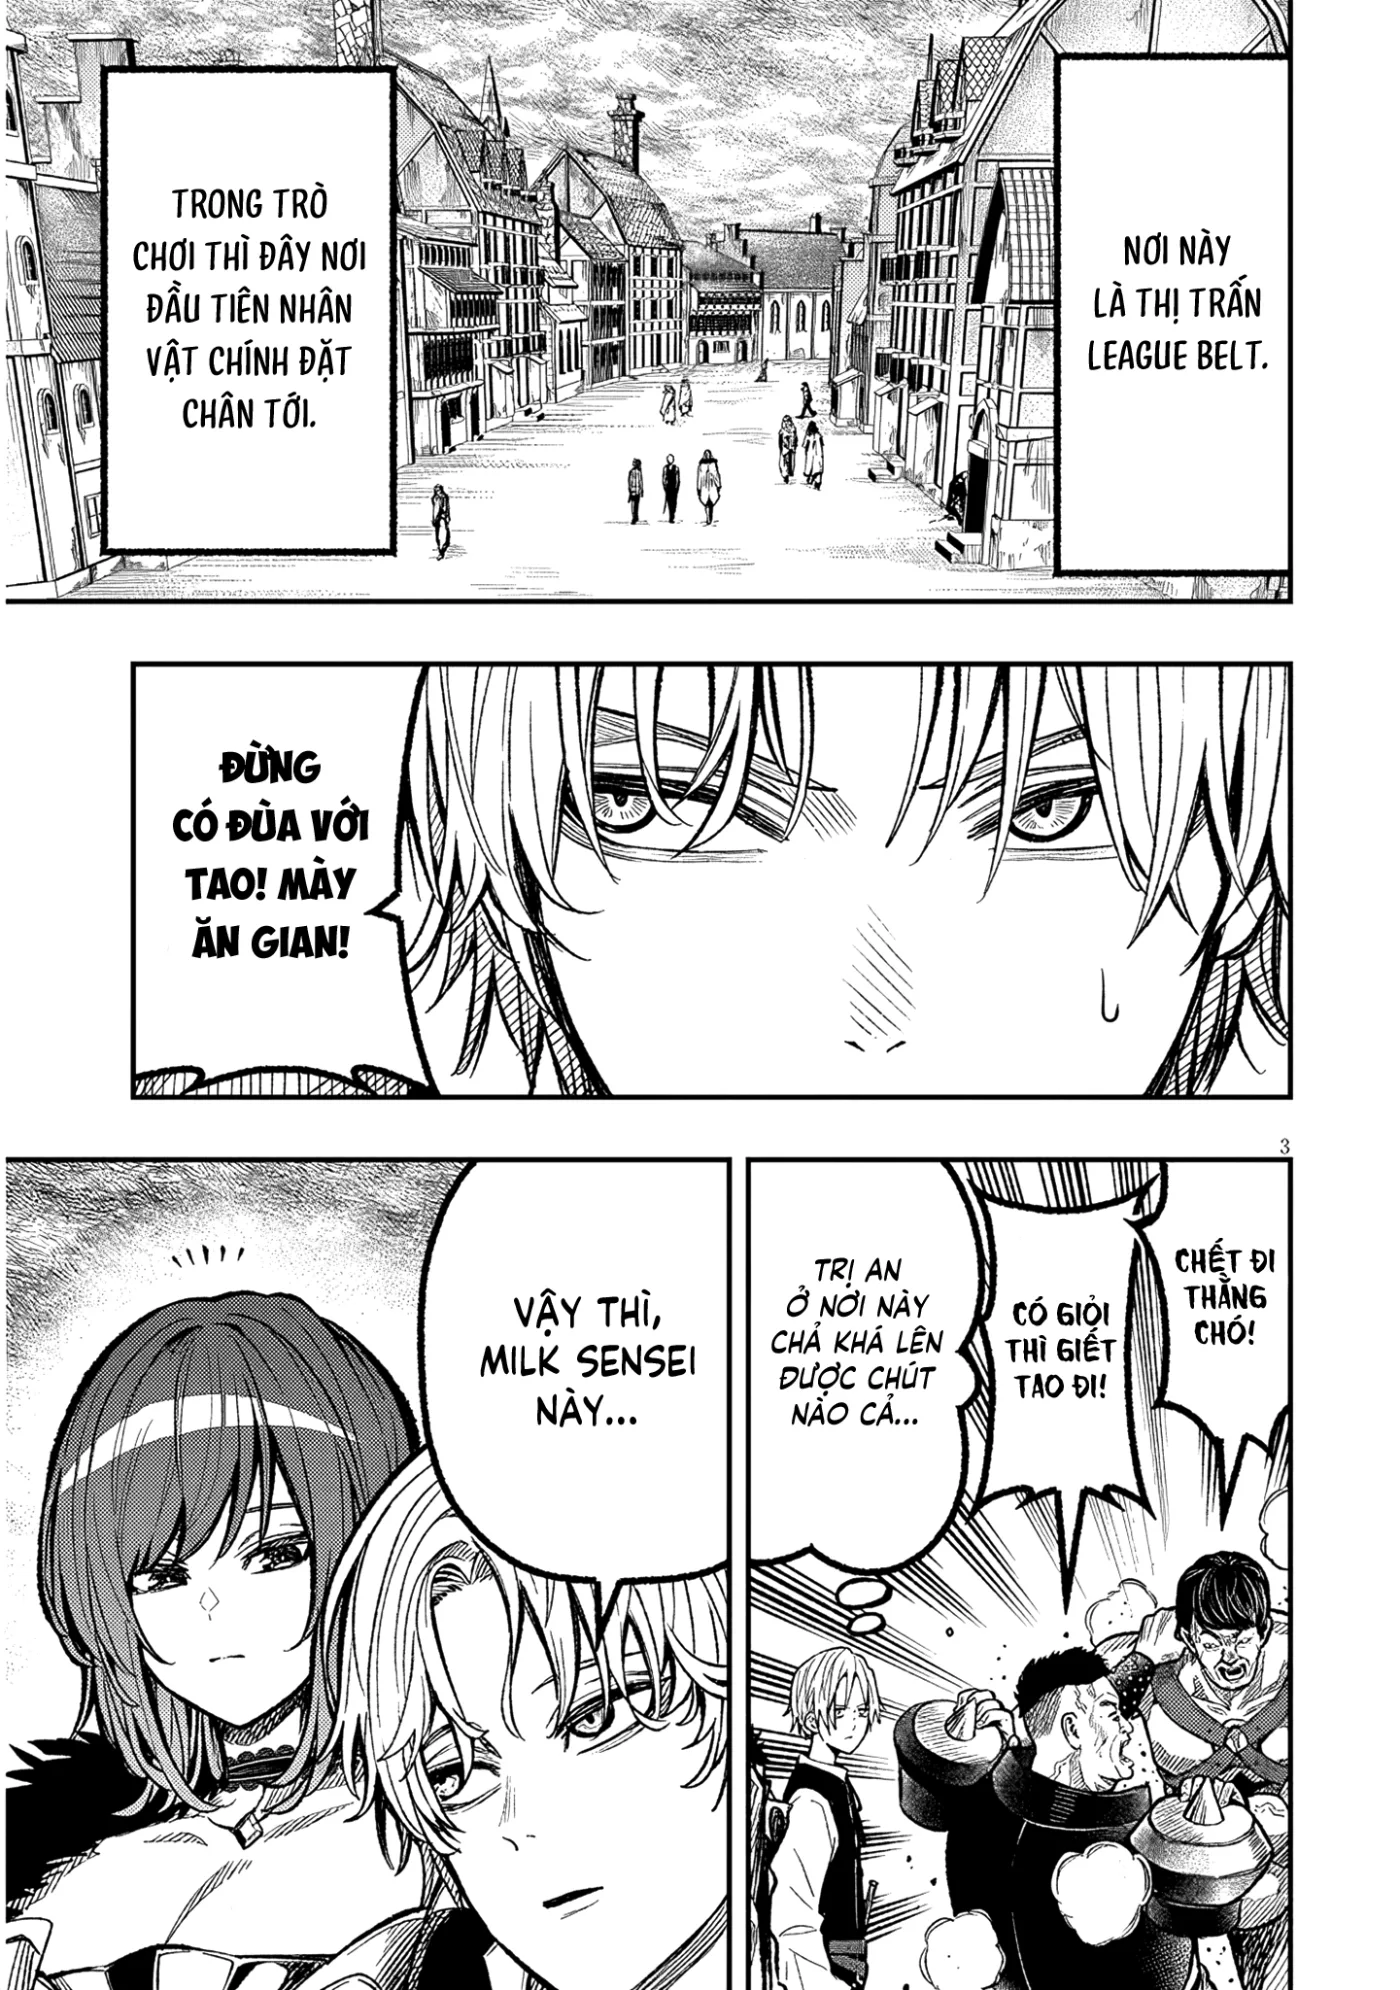 NƠI NÀY
LÀ THỊ TRẤN
LEAGUE BELT.
TRONG TRÒ
CHƠI THÌ ĐÂY NƠI
ĐẦU TIÊN NHÂN
VẬT CHÍNH ĐẶT
CHÂN TỚI.
ĐỪNG
CÓ ĐÙA VỚI
TAO! MÀY
ĂN GIAN!
3
CHẾT ĐI
THẰNG
CHÓ!
CÓ GIỎI
THÌ GIẾT
TAO ĐI!
TRỊ AN
Ở NƠI NÀY
CHẢ KHÁ LÊN
ĐƯỢC CHÚT
NÀO CẢ...
VẬY THÌ,
MILK SENSEI
NÀY...